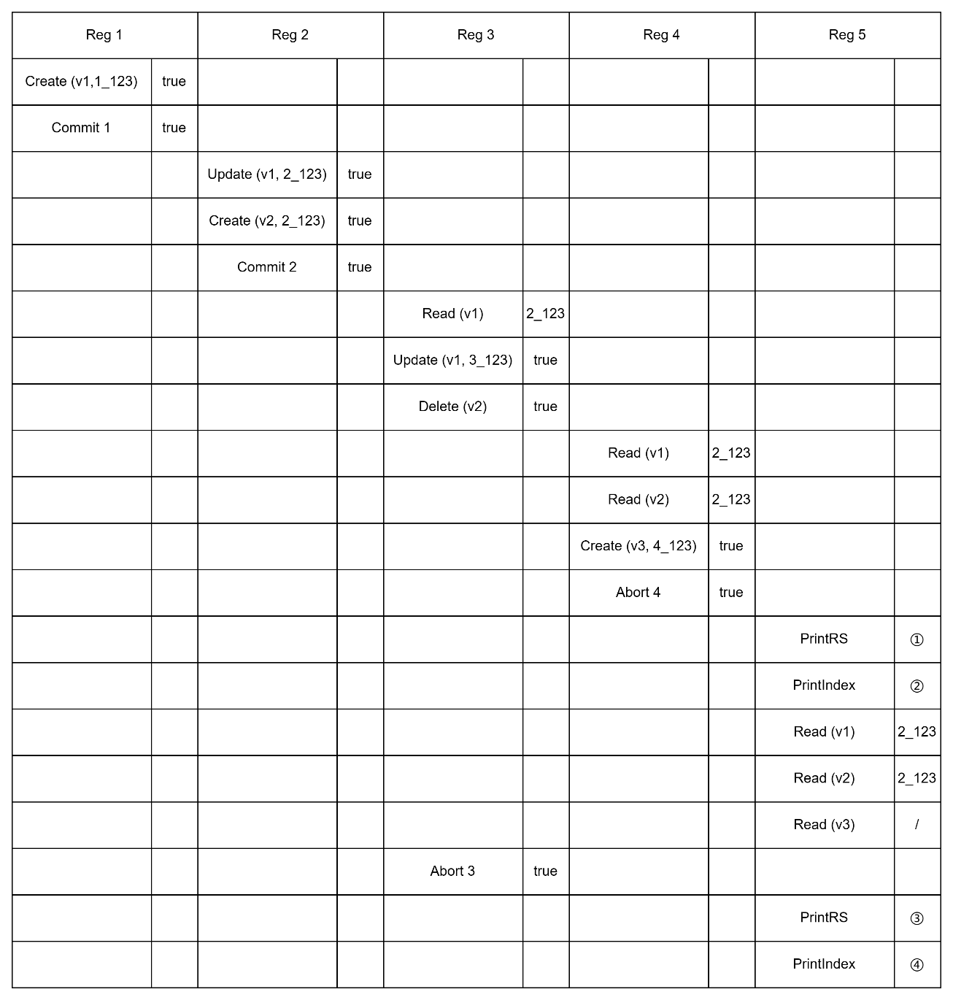 Reg 1 Reg 2 Reg 3 Reg 4 Reg 5
Create (v1,1_123) true
Commit 1 true
Update (v1, 2_123) true
Create (v2, 2_123) true
Commit 2 true
Read (v1) 2_123
Update (v1, 3_123) true
Delete (v2) true
Read (v1) 2_123
Read (v2) 2_123
Create (v3, 4_123) true
Abort 4 true
PrintRS ①
PrintIndex ②
Read (v1) 2_123
Read (v2) 2_123
Read (v3) /
Abort 3 true
PrintRS ③
PrintIndex ④